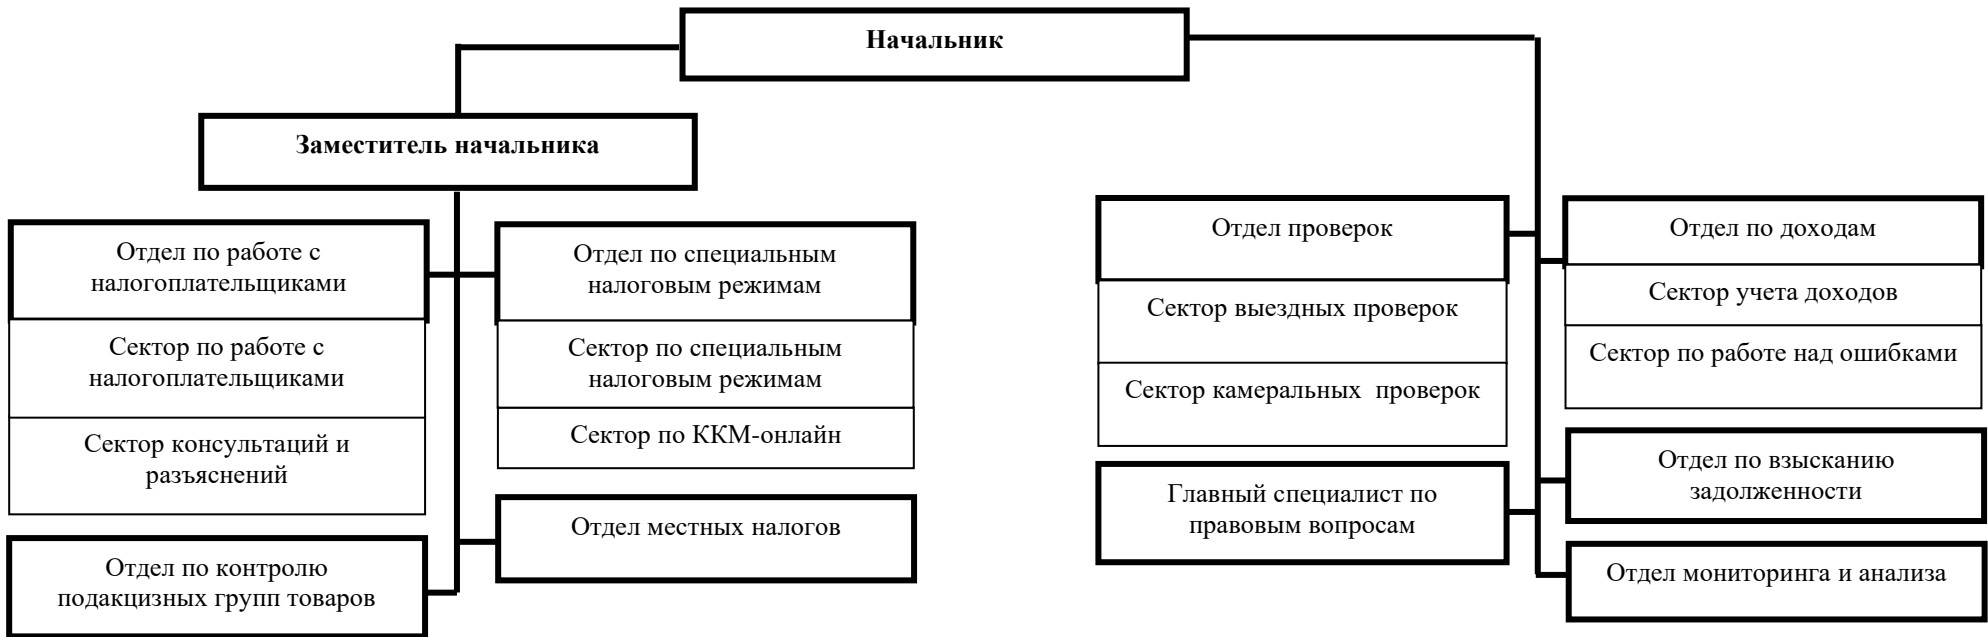 Начальник
Заместитель начальника
Отдел по работе с
налогоплательщиками
Сектор по работе с
налогоплательщиками
Сектор консультаций и
разъяснений
Отдел по контролю
подакцизных групп товаров
Отдел по специальным
налоговым режимам
Сектор по специальным
налоговым режимам
Сектор по ККМ-онлайн
Отдел местных налогов
Отдел проверок
Сектор выездных проверок
Сектор камеральных проверок
Главный специалист по
правовым вопросам
Отдел по доходам
Сектор учета доходов
Сектор по работе над ошибками
Отдел по взысканию
задолженности
Отдел мониторинга и анализа